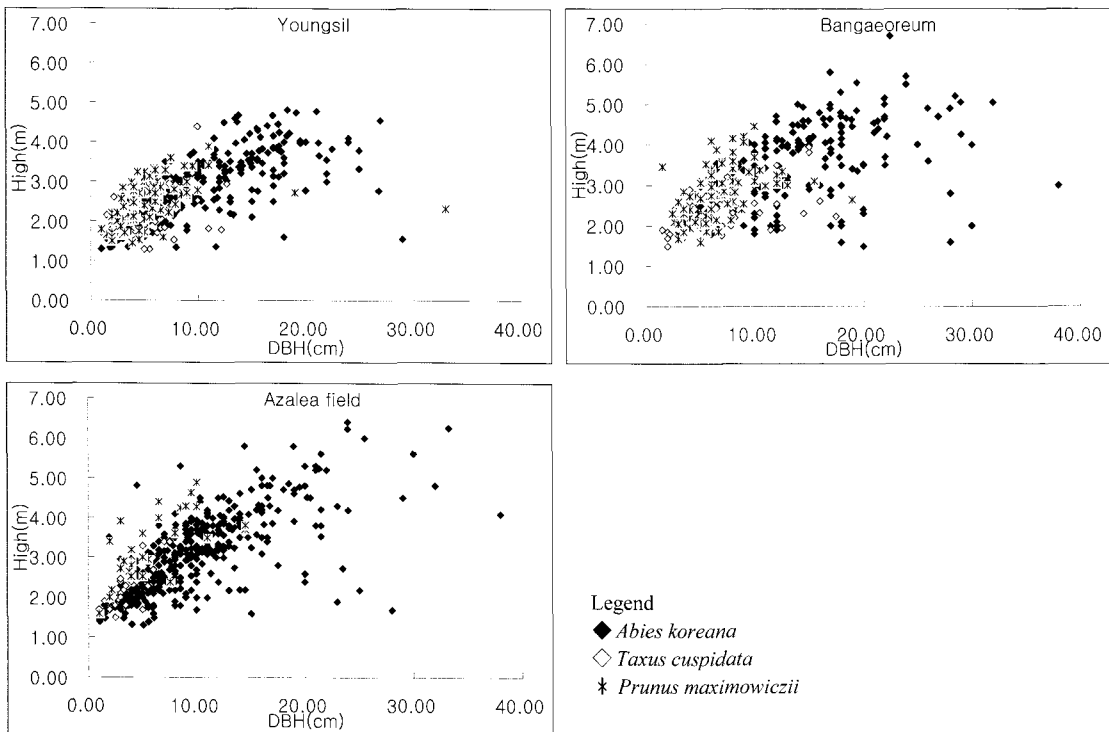 Youngsil
7.00
6.00
5.00
4.00
3.00
2.00
1.00
0.00
High(m)
0.00 10.00 20.00 30.00 40.00
DBH(cm)
Bangaeoreum
7.00
6.00
5.00
4.00
3.00
2.00
1.00
0.00
High(m)
0.00 10.00 20.00 30.00 40.00
DBH(cm)
Azalea field
7.00
6.00
5.00
4.00
3.00
2.00
1.00
0.00
High(m)
0.00 10.00 20.00 30.00 40.00
DBH(cm)
Legend
Abies koreana
Taxus cuspidata
Prunus maximowiczii